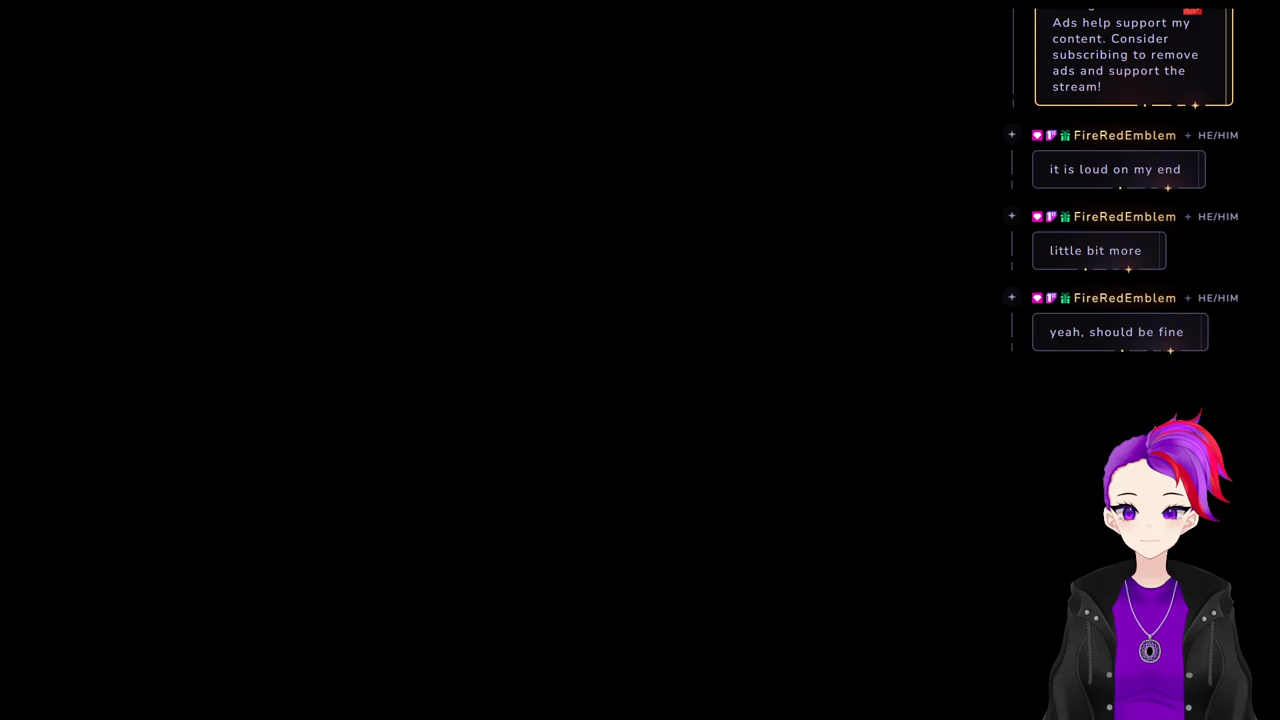 Ads help support my
content. Consider
subscribing to remove
ads and support the
stream!
FireRedEmblem HE/HIM
it is loud on my end
FireRedEmblem HE/HIM
little bit more
FireRedEmblem HE/HIM
yeah, should be fine